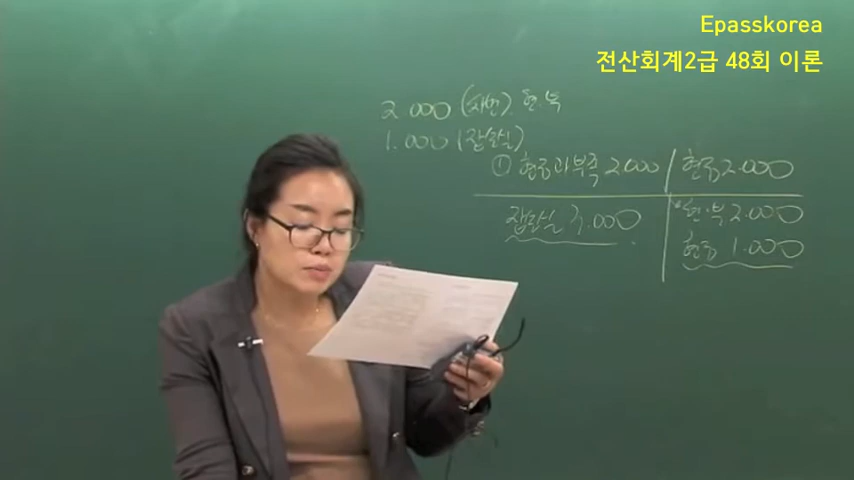 Epasskorea
전산회계2급 48회 이론
2.000 (차변) 현.부
1.000 (잡손실)
① 현금과부족 2.000 현금 2.000
잡손실 3.000 현.부 2.000
현금 1.000